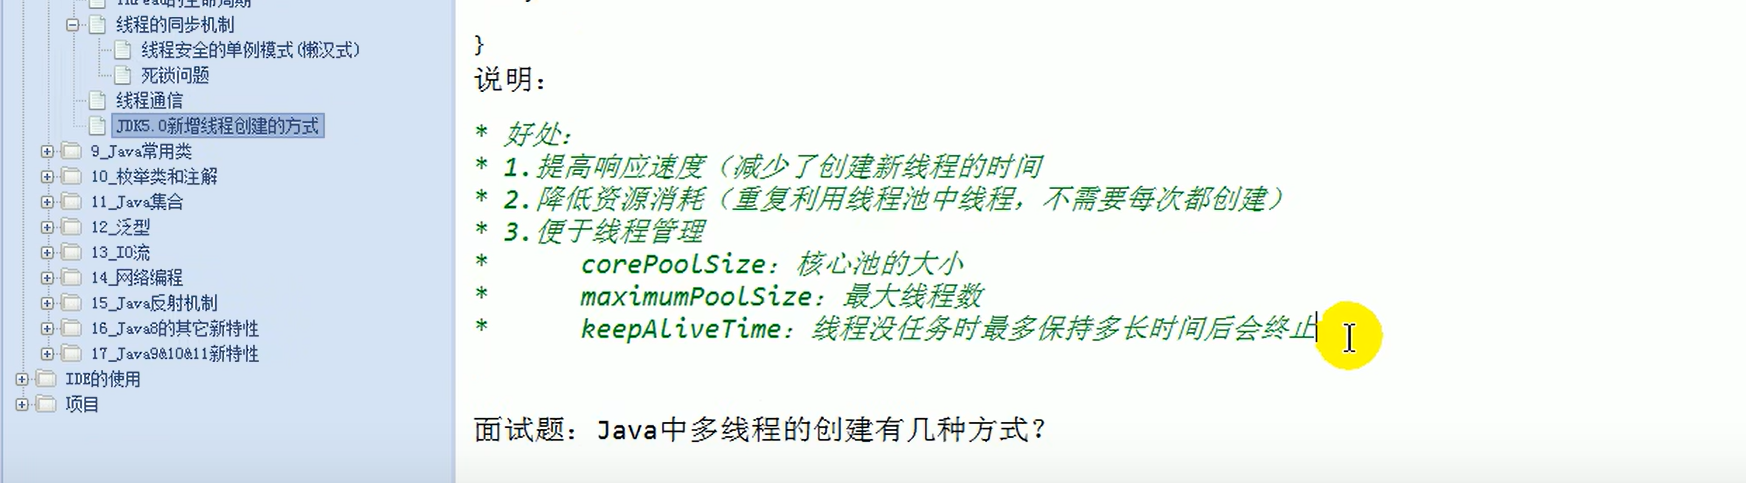 线程的同步机制
线程安全的单例模式(懒汉式)
死锁问题
线程通信
JDK5.0新增线程创建的方式
9_Java常用类
10_枚举类和注解
11_Java集合
12_泛型
13_IO流
14_网络编程
15_Java反射机制
16_Java8的其它新特性
17_Java9&10&11新特性
IDE的使用
项目
}
说明：
* 好处：
* 1.提高响应速度（减少了创建新线程的时间
* 2.降低资源消耗（重复利用线程池中线程，不需要每次都创建）
* 3.便于线程管理
* corePoolSize：核心池的大小
* maximumPoolSize：最大线程数
* keepAliveTime：线程没任务时最多保持多长时间后会终止
面试题：Java中多线程的创建有几种方式？